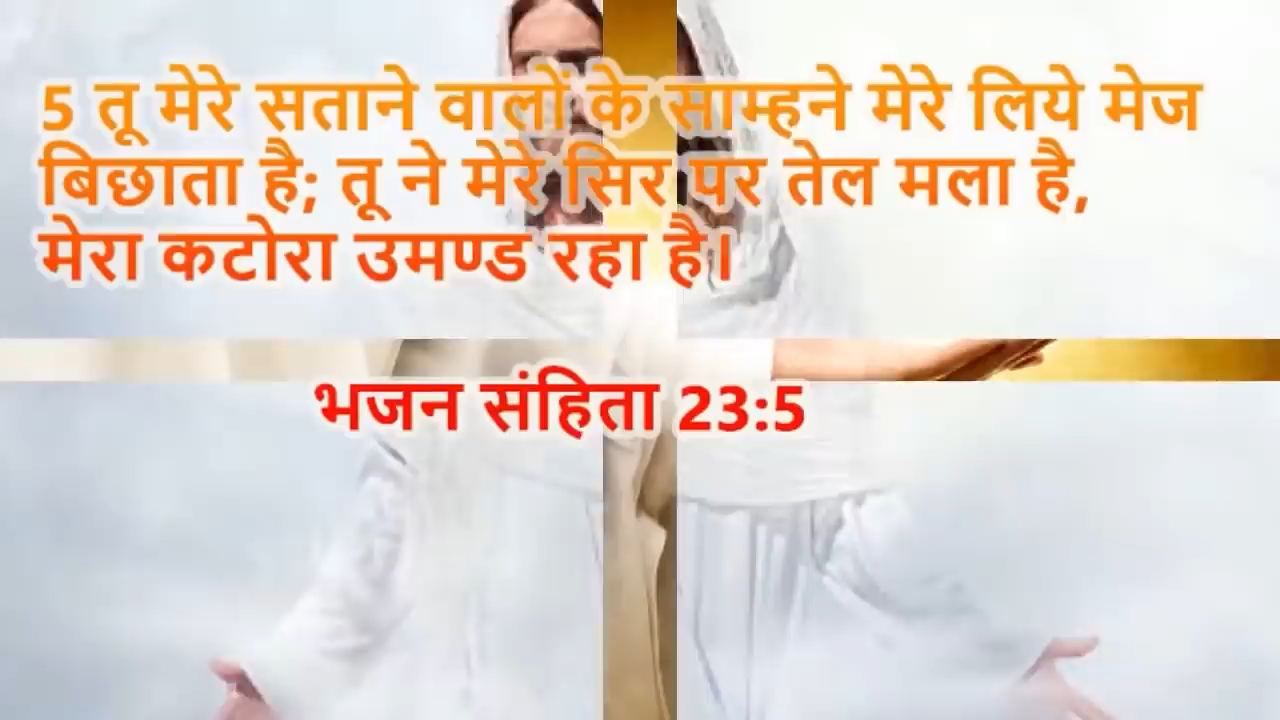 5 तू मेरे सताने वालों के साम्हने मेरे लिये मेज
बिछाता है; तू ने मेरे सिर पर तेल मला है,
मेरा कटोरा उमण्ड रहा है।
भजन संहिता 23:5